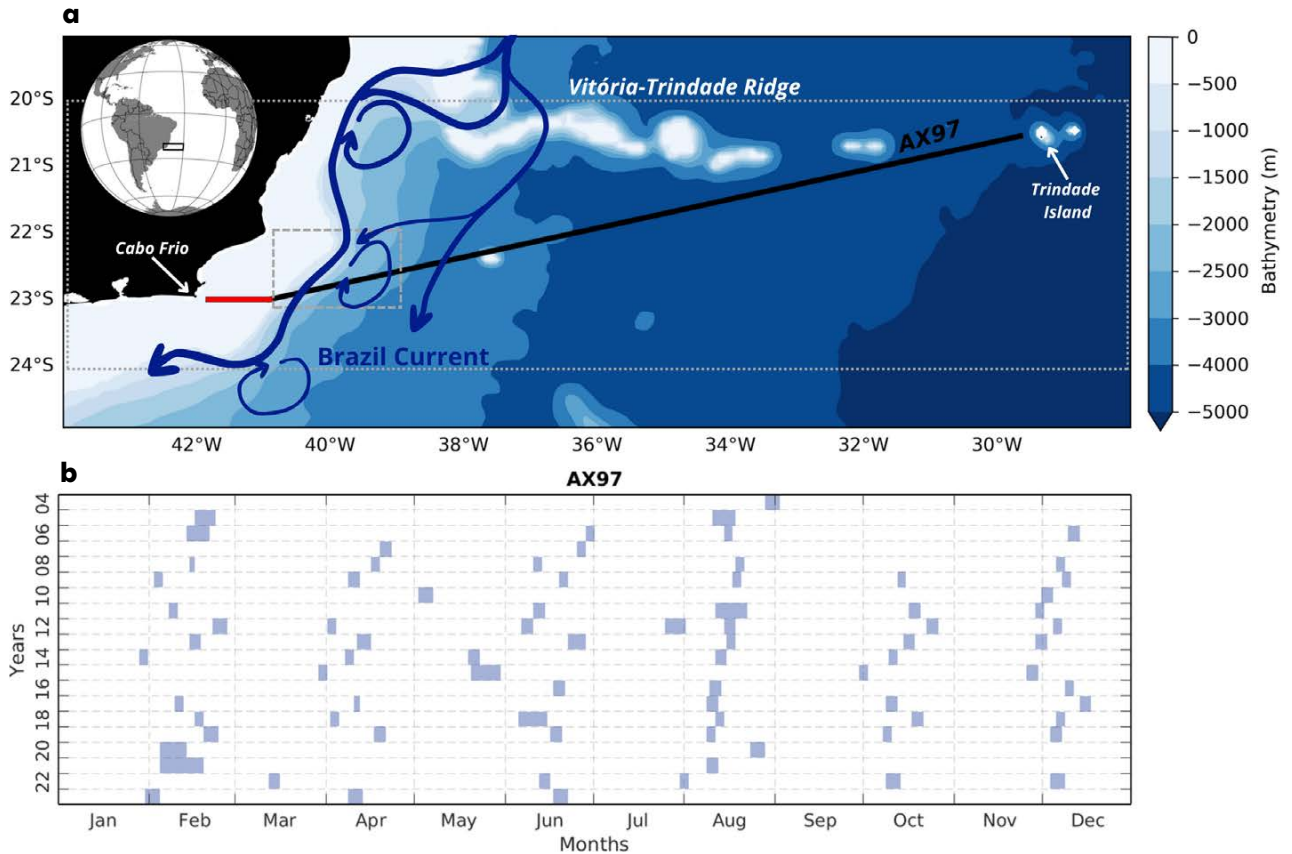 a
0
Vitória-Trindade Ridge
20°S
−500
AX97
−1000
21°S
−1500
Trindade
Island
22°S
−2000
Cabo Frio
−2500
23°S
−3000
Brazil Current
24°S
−4000
−5000
Bathymetry (m)
42°W 40°W 38°W 36°W 34°W 32°W 30°W
b
AX97
04
06
08
10
12
14
16
18
20
22
Years
Jan Feb Mar Apr May Jun Jul Aug Sep Oct Nov Dec
Months